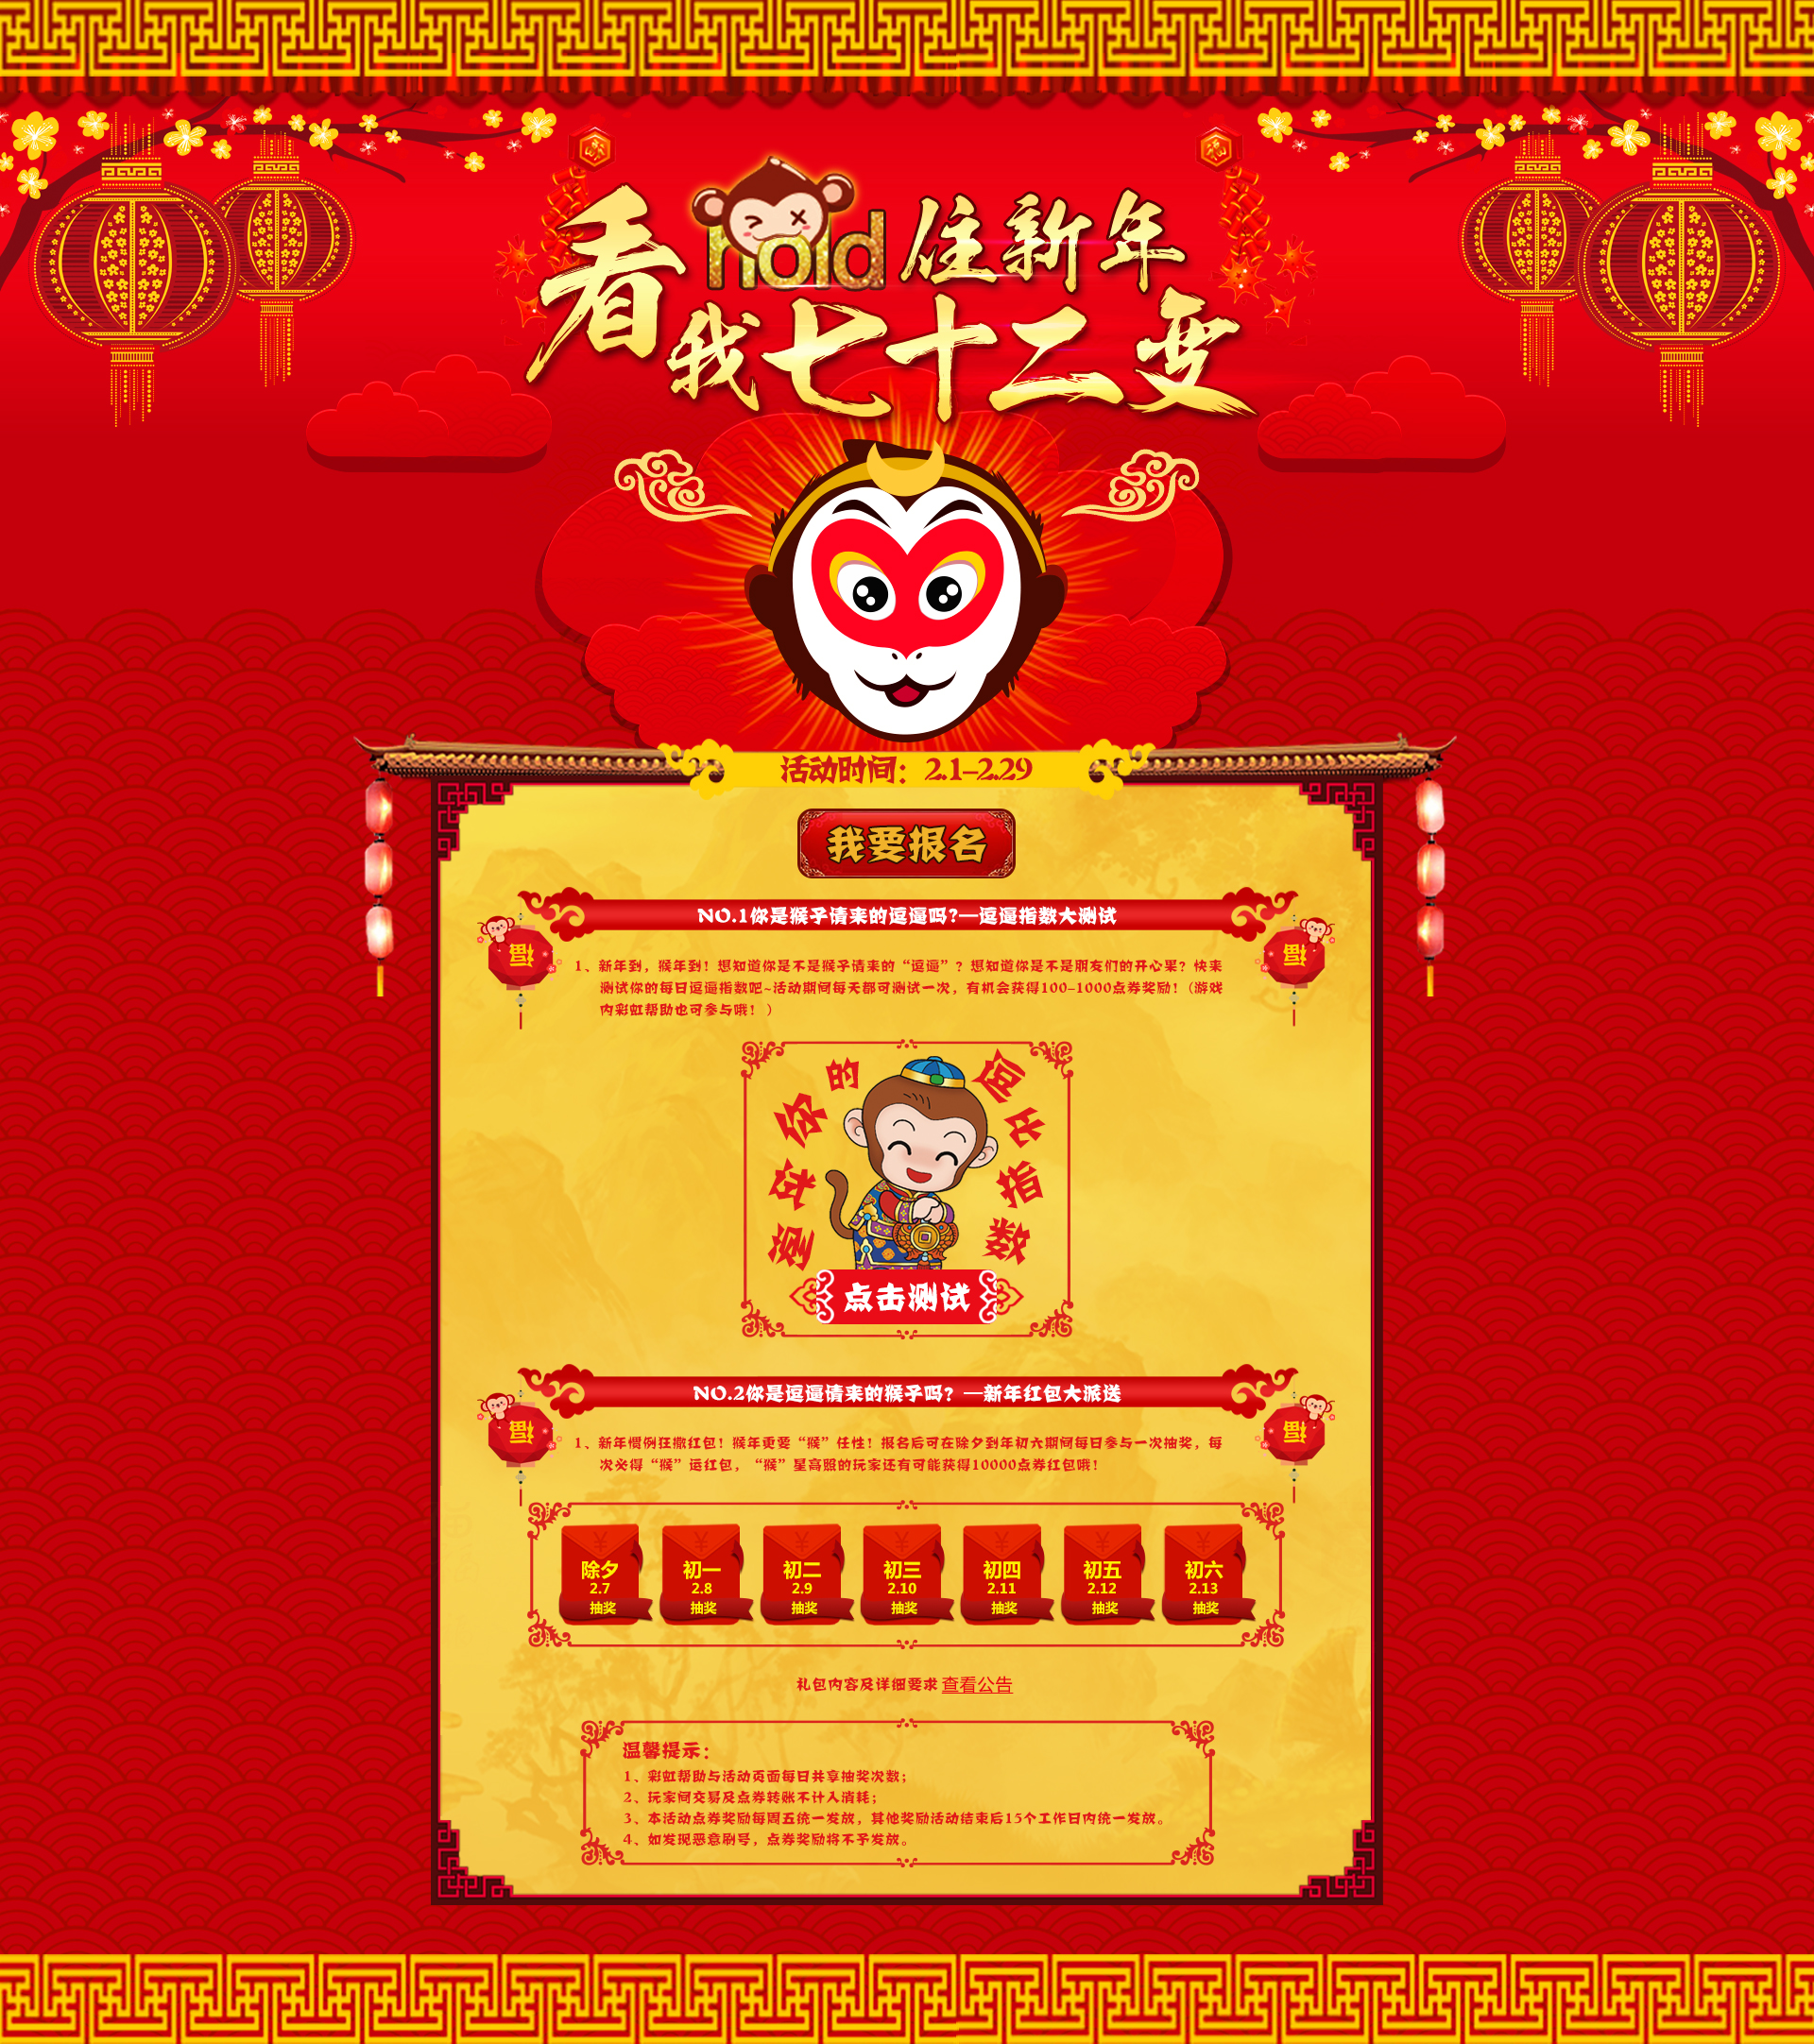 hold住新年
看我七十二变
活动时间：2.1-2.29
我要报名
NO.1你是猴子请来的逗逼吗?—逗逼指数大测试
福
福
1、新年到，猴年到！想知道你是不是猴子请来的“逗逼”？想知道你是不是朋友们的开心果？快来
测试你的每日逗逼指数吧~活动期间每天都可测试一次，有机会获得100-1000点券奖励！（游戏
内彩虹帮助也可参与哦！）
测试你的逗比指数
点击测试
NO.2你是逗逼请来的猴子吗？—新年红包大派送
福
福
1、新年惯例狂撒红包！猴年更要“猴”任性！报名后可在除夕到年初六期间每日参与一次抽奖，每
次必得“猴”运红包，“猴”星高照的玩家还有可能获得10000点券红包哦！
除夕 2.7 抽奖
初一 2.8 抽奖
初二 2.9 抽奖
初三 2.10 抽奖
初四 2.11 抽奖
初五 2.12 抽奖
初六 2.13 抽奖
礼包内容及详细要求 查看公告
温馨提示：
1、彩虹帮助与活动页面每日共享抽奖次数；
2、玩家间交易及点券转账不计入消耗；
3、本活动点券奖励每周五统一发放，其他奖励活动结束后15个工作日内统一发放。
4、如发现恶意刷号，点券奖励将不予发放。